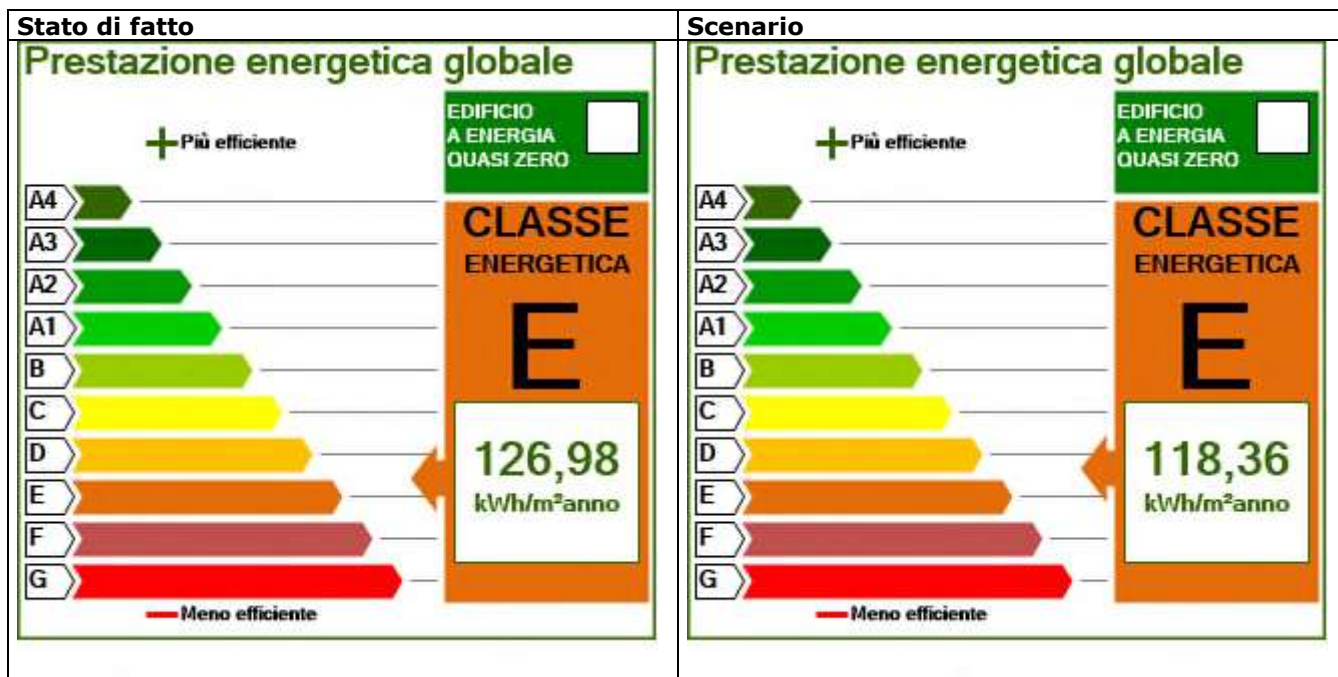 Stato di fatto
Prestazione energetica globale
Più efficiente
EDIFICIO
A ENERGIA
QUASI ZERO
A4
A3
A2
A1
B
C
D
E
F
G
Meno efficiente
CLASSE
ENERGETICA
E
126,98
kWh/m²anno
Scenario
Prestazione energetica globale
Più efficiente
EDIFICIO
A ENERGIA
QUASI ZERO
A4
A3
A2
A1
B
C
D
E
F
G
Meno efficiente
CLASSE
ENERGETICA
E
118,36
kWh/m²anno